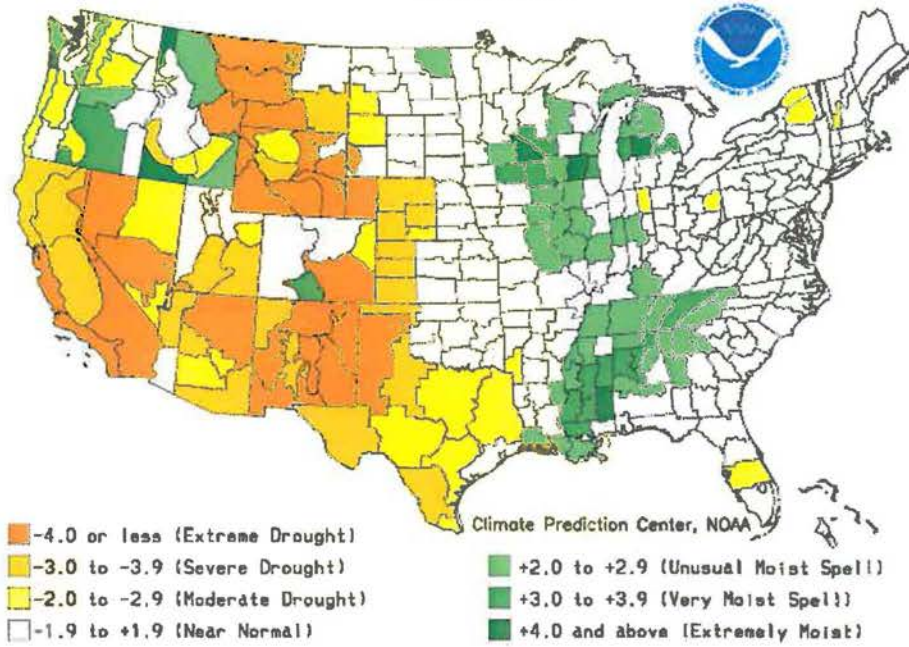 Climate Prediction Center, NOAA
-4.0 or less (Extreme Drought)
-3.0 to -3.9 (Severe Drought)
-2.0 to -2.9 (Moderate Drought)
-1.9 to +1.9 (Near Normal)
+2.0 to +2.9 (Unusual Moist Spell)
+3.0 to +3.9 (Very Moist Spell)
+4.0 and above (Extremely Moist)